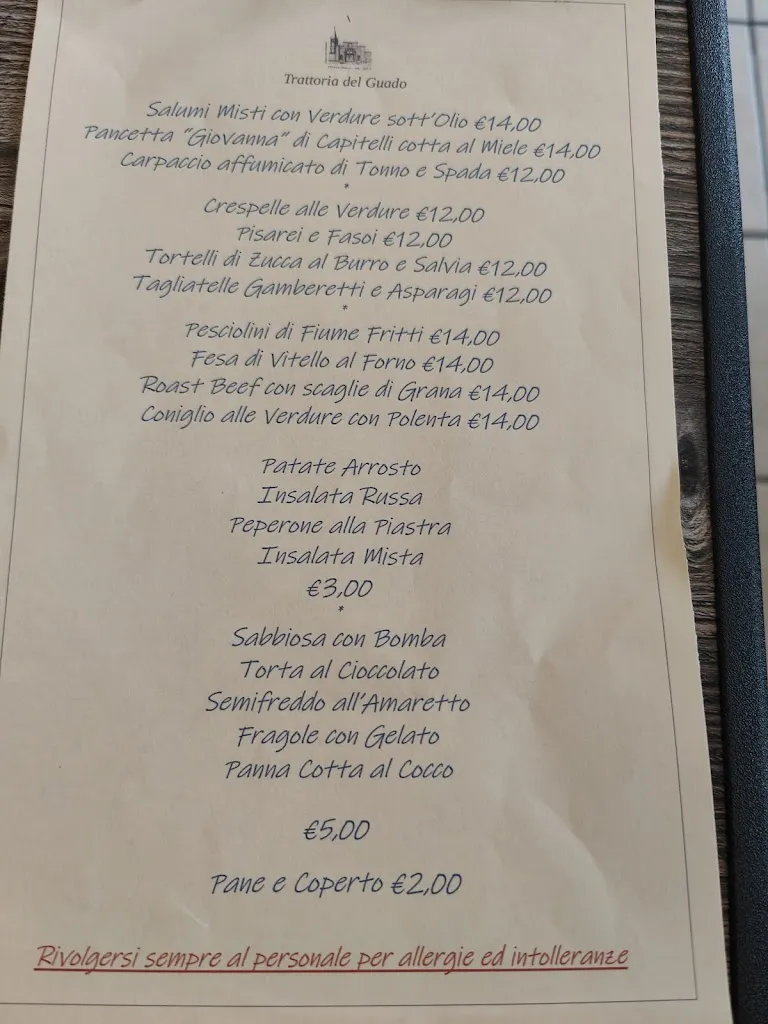 Trattoria del Guado
Salumi Misti con Verdure sott'Olio €14,00
Pancetta "Giovanna" di Capitelli cotta al Miele €14,00
Carpaccio affumicato di Tonno e Spada €12,00
*
Crespelle alle Verdure €12,00
Pisarei e Fasoi €12,00
Tortelli di Zucca al Burro e Salvia €12,00
Tagliatelle Gamberetti e Asparagi €12,00
*
Pesciolini di Fiume Fritti €14,00
Fesa di Vitello al Forno €14,00
Roast Beef con scaglie di Grana €14,00
Coniglio alle Verdure con Polenta €14,00
Patate Arrosto
Insalata Russa
Peperone alla Piastra
Insalata Mista
€3,00
*
Sabbiosa con Bomba
Torta al Cioccolato
Semifreddo all'Amaretto
Fragole con Gelato
Panna Cotta al Cocco
€5,00
Pane e Coperto €2,00
Rivolgersi sempre al personale per allergie ed intolleranze